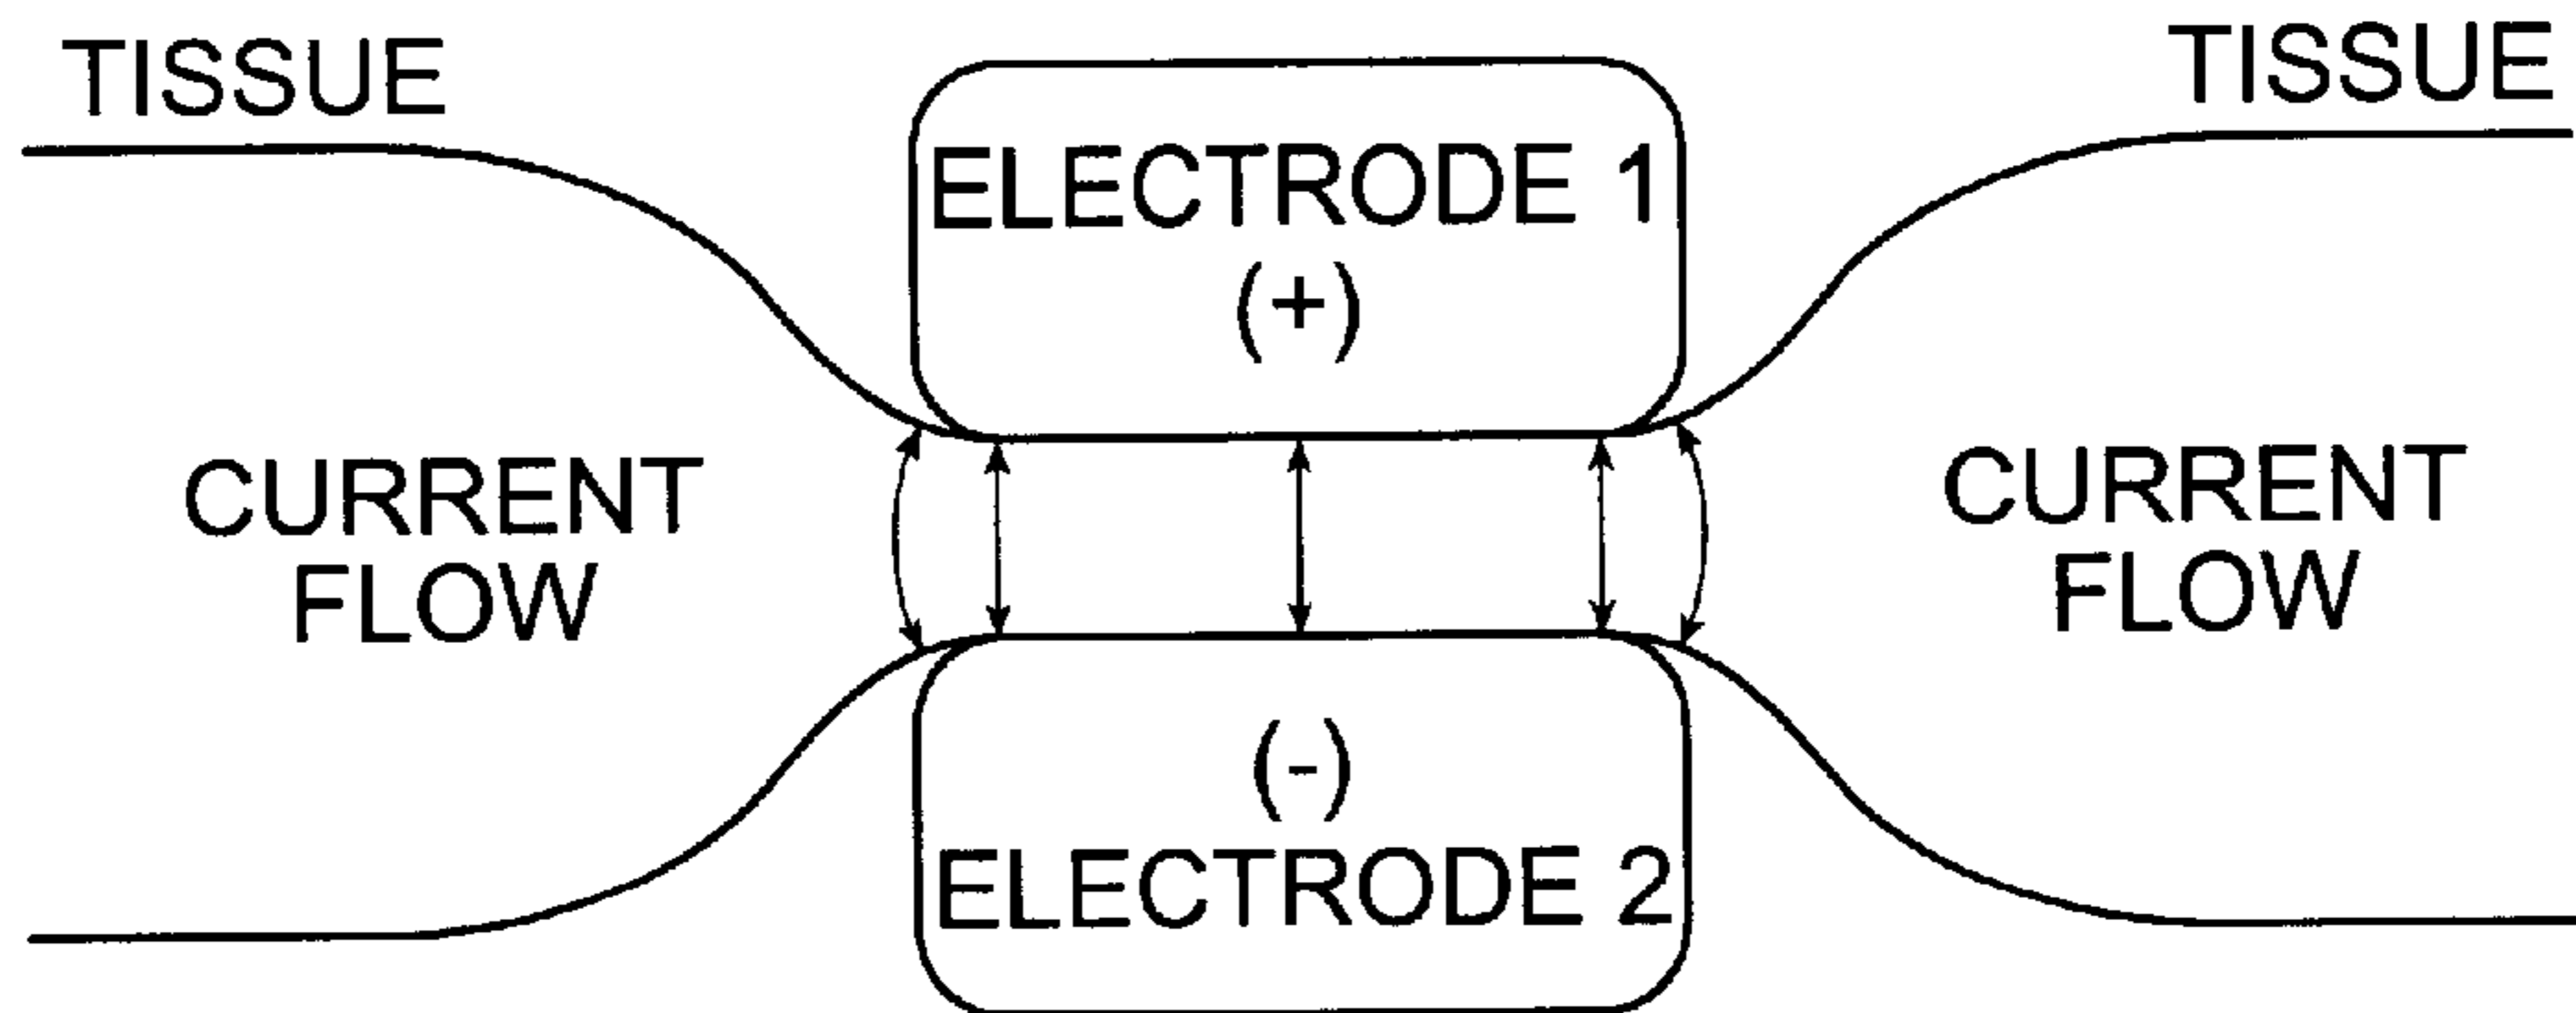 TISSUE
TISSUE
ELECTRODE 1
(+)
CURRENT
FLOW
CURRENT
FLOW
(-)
ELECTRODE 2